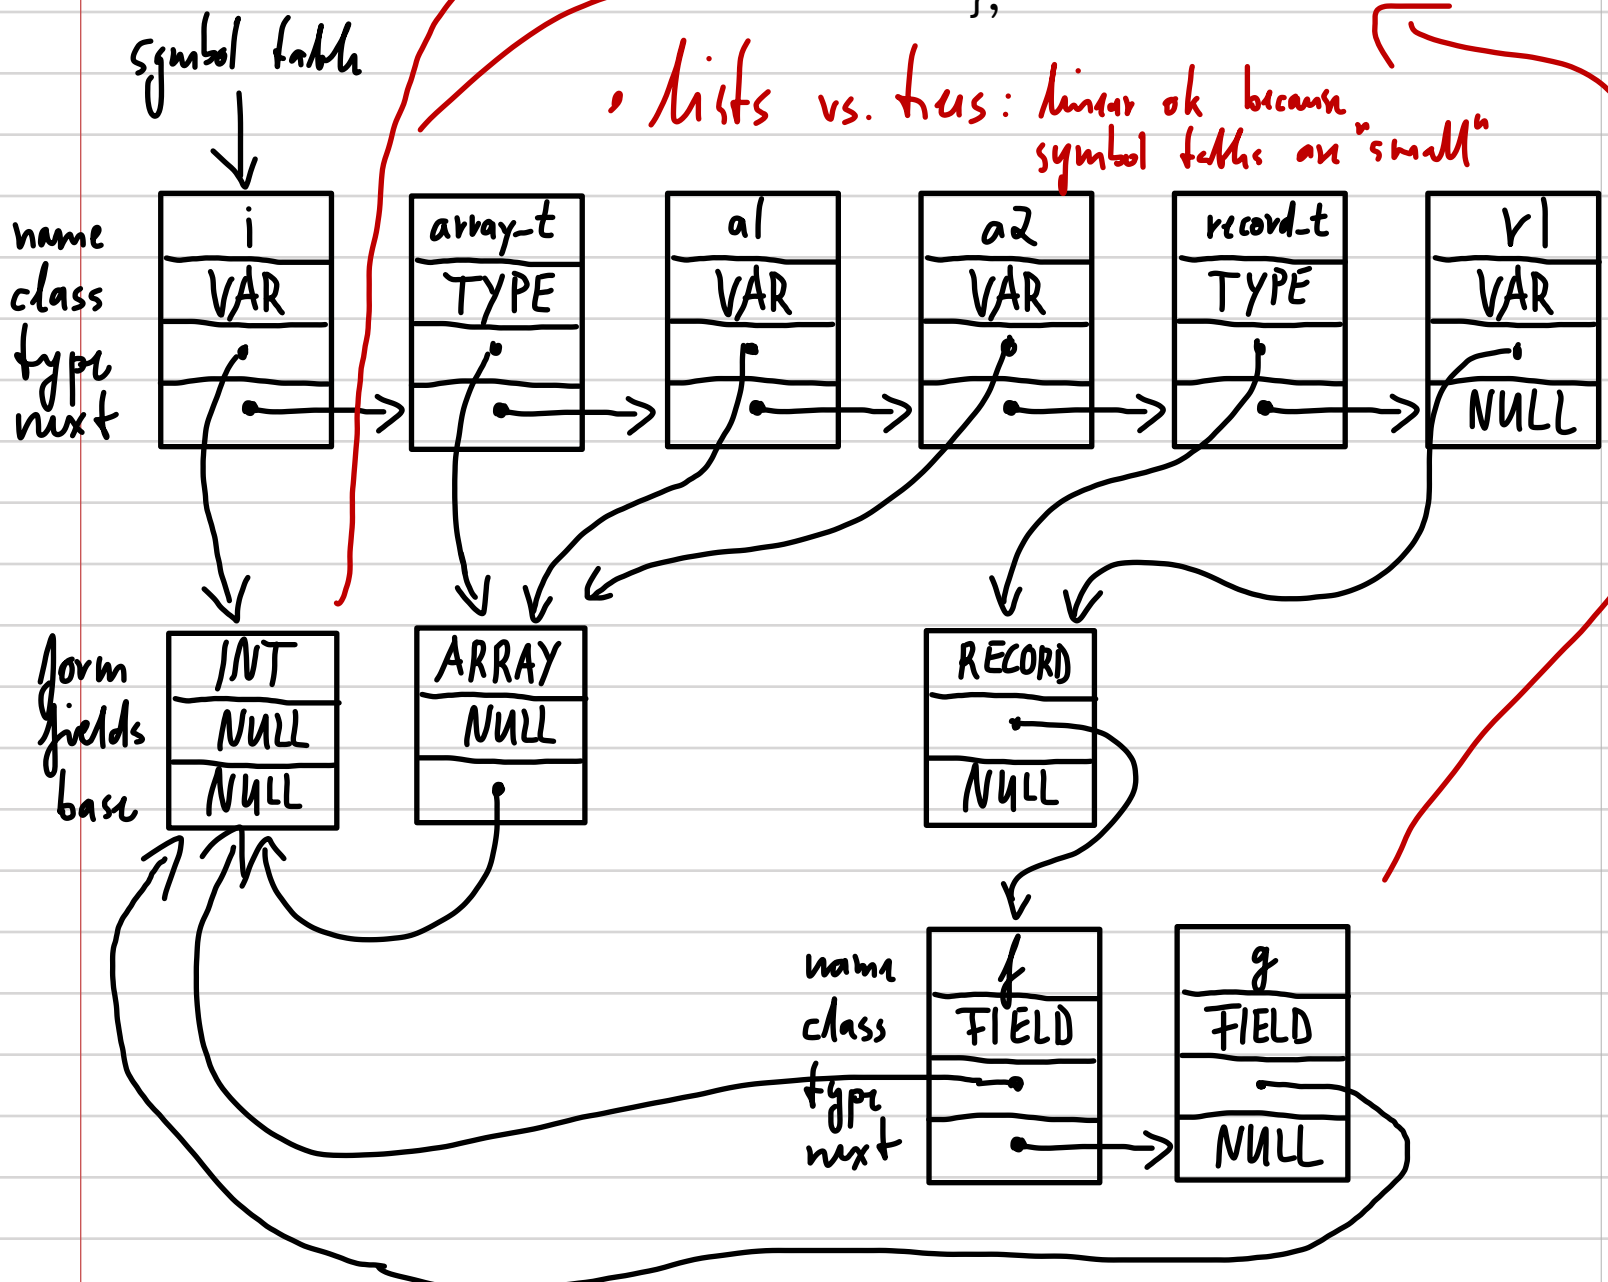 };
symbol table
• lists vs. trees: linear ok because
symbol tables are "small"
name i array_t a1 a2 record_t r1
class VAR TYPE VAR VAR TYPE VAR
type
next NULL
form INT ARRAY RECORD
fields NULL NULL
base NULL NULL
name f g
class FIELD FIELD
type
next NULL